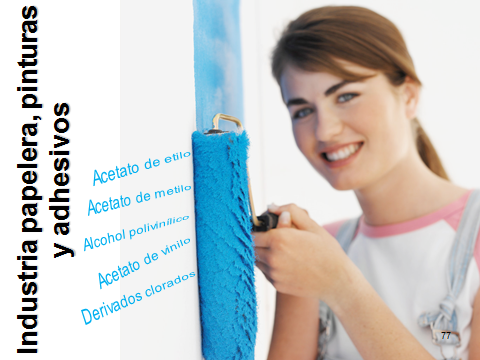 Industria papelera, pinturas
y adhesivos
Acetato de etilo
Acetato de metilo
Alcohol polivinílico
Acetato de vinilo
Derivados clorados
77